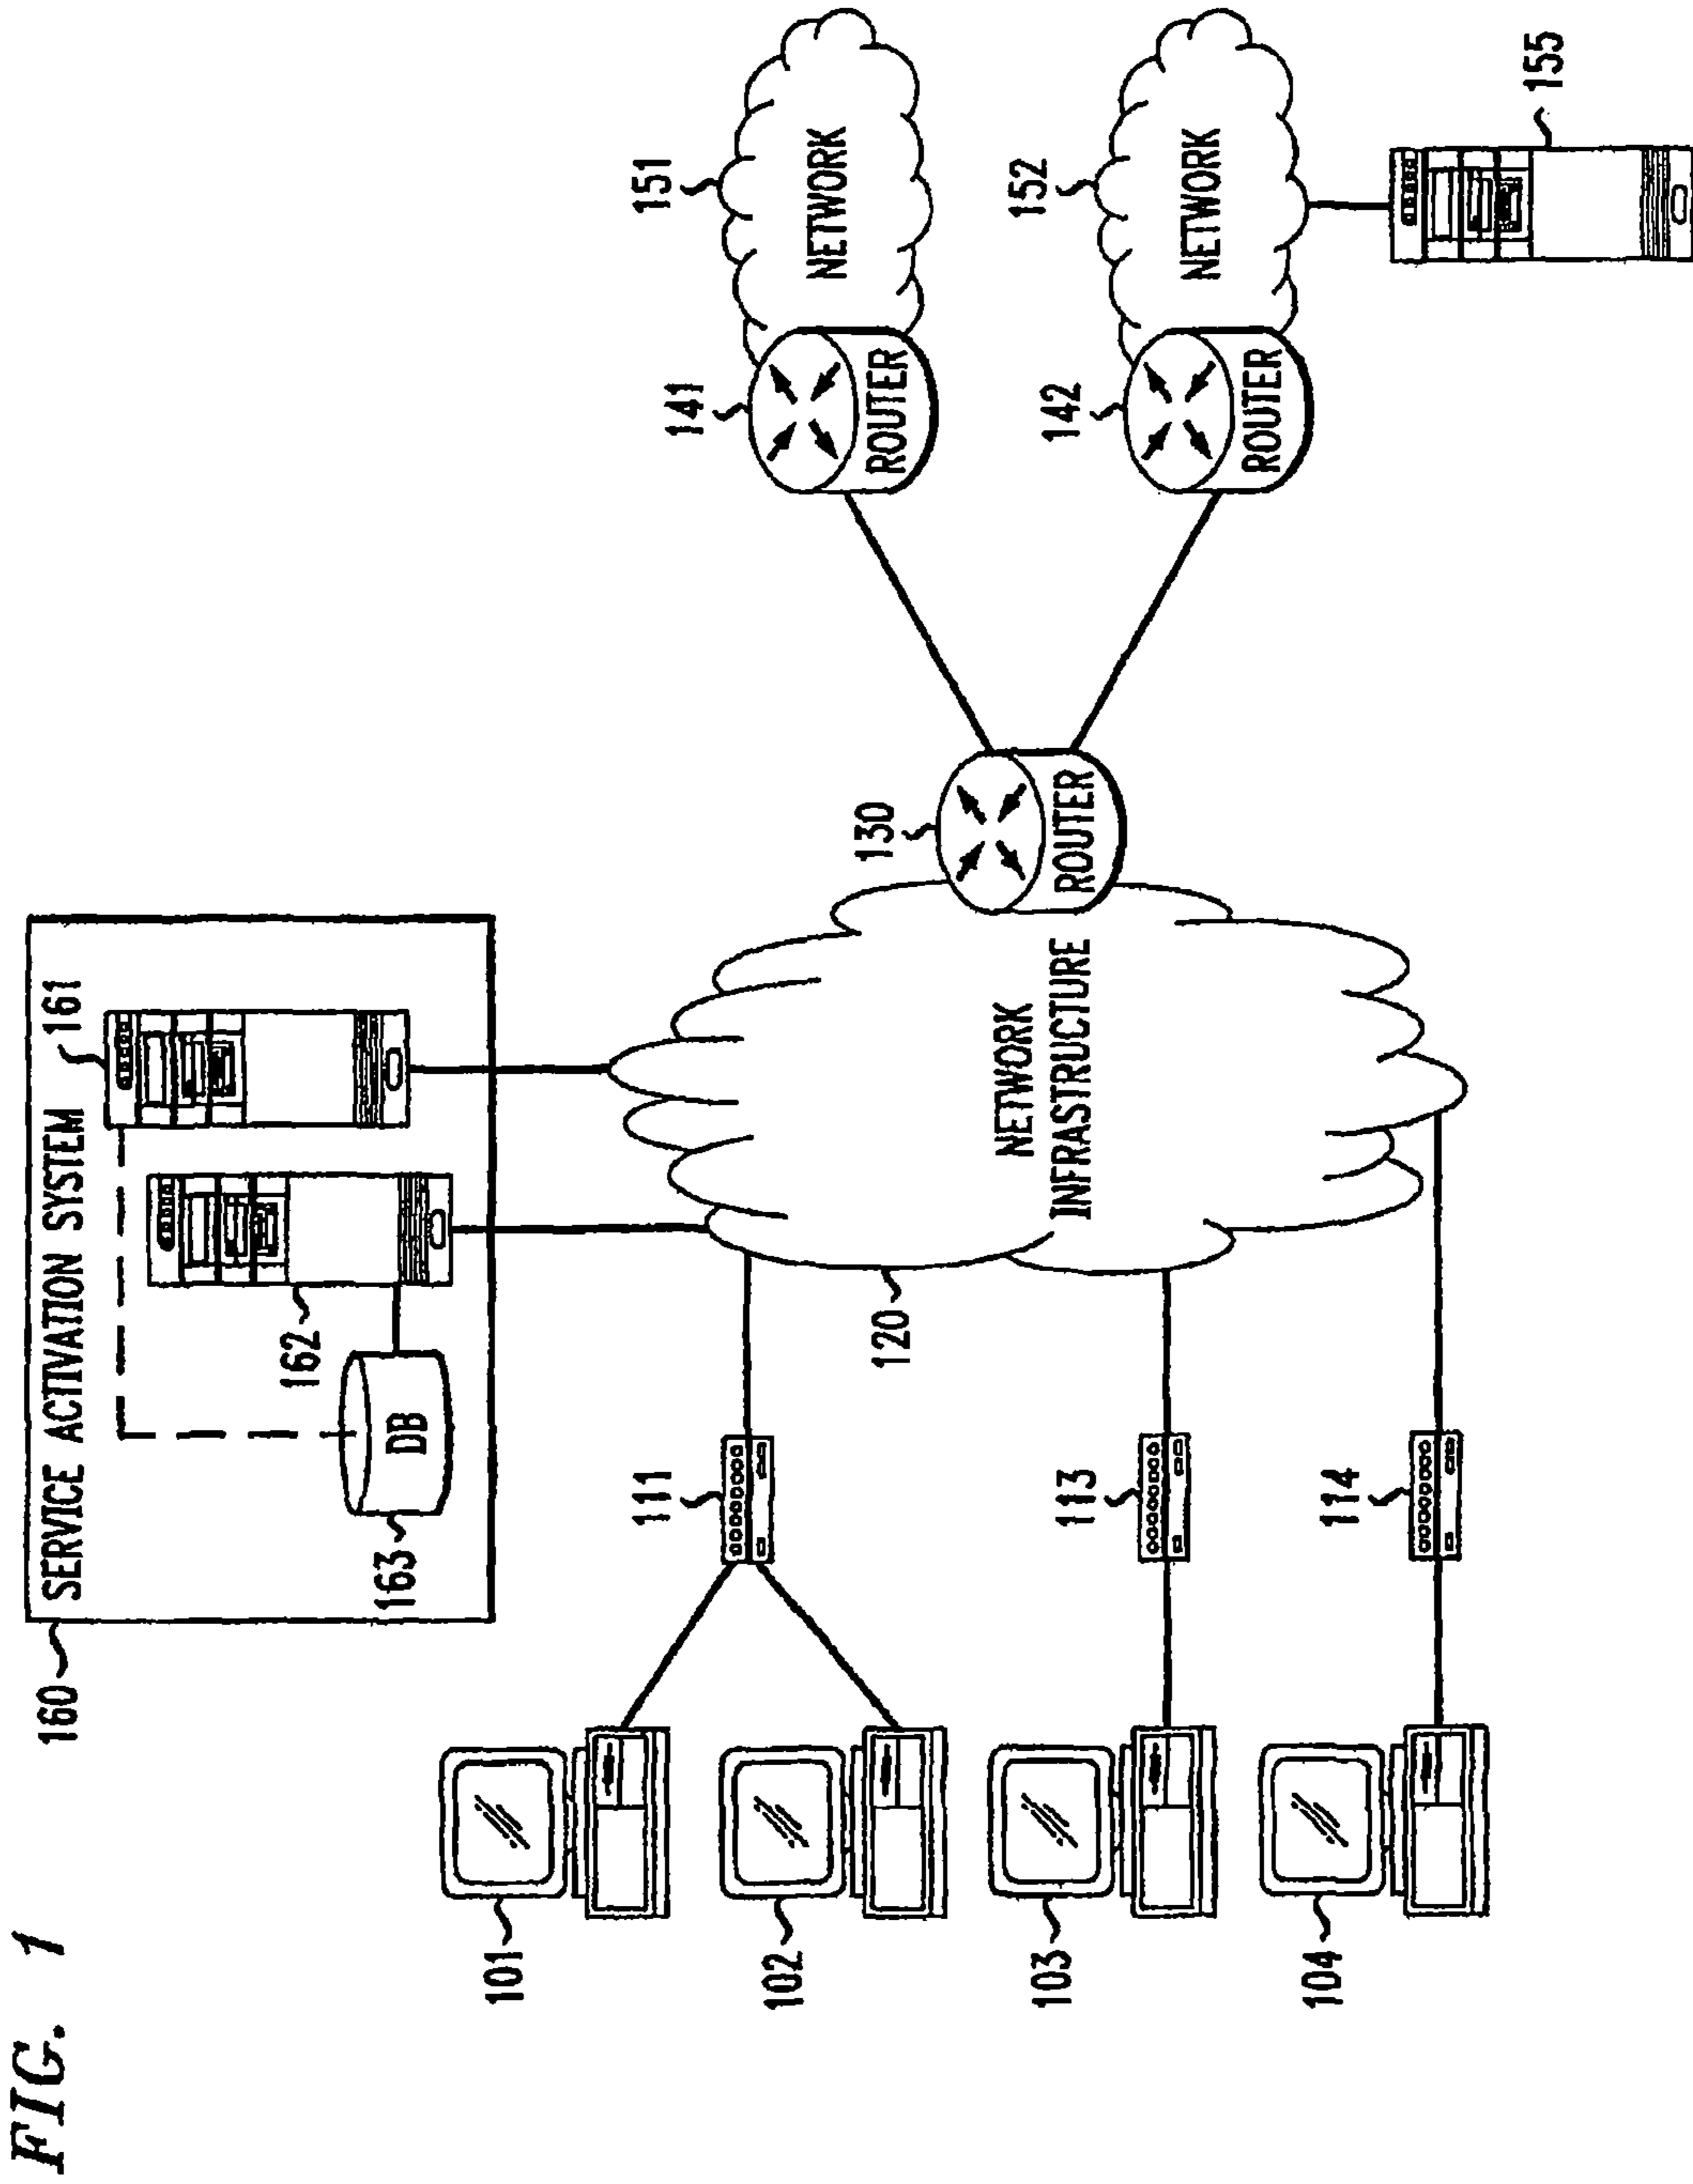 FIG. 1
160
SERVICE ACTIVATION SYSTEM
161
162
163
DB
101
102
103
104
111
113
114
120
NETWORK
INFRASTRUCTURE
130
ROUTER
141
ROUTER
151
NETWORK
142
ROUTER
152
NETWORK
155